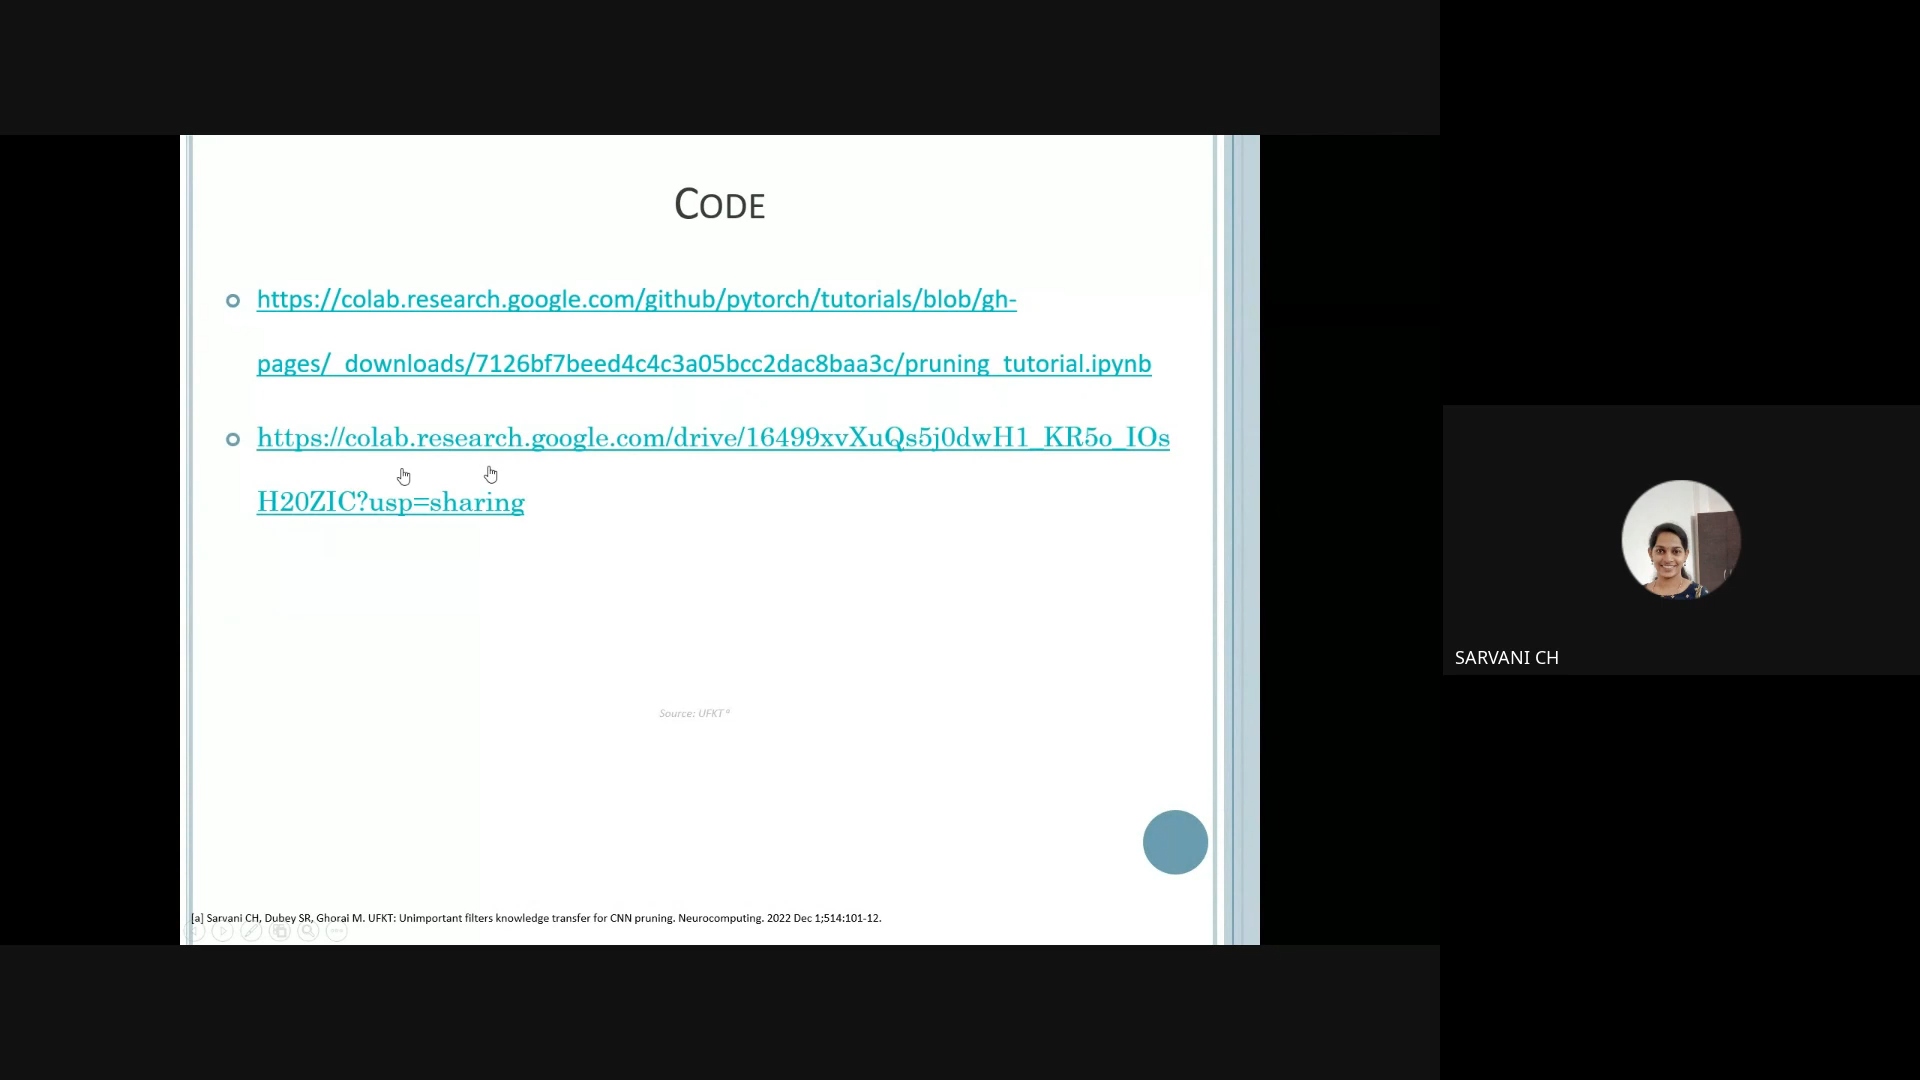 CODE
https://colab.research.google.com/github/pytorch/tutorials/blob/gh-
pages/_downloads/7126bf7beed4c4c3a05bcc2dac8baa3c/pruning_tutorial.ipynb
https://colab.research.google.com/drive/16499xvXuQs5j0dwH1_KR5o_IOs
H20ZIC?usp=sharing
SARVANI CH
Source: UFKT ª
[a] Sarvani CH, Dubey SR, Ghorai M. UFKT: Unimportant filters knowledge transfer for CNN pruning. Neurocomputing. 2022 Dec 1;514:101-12.